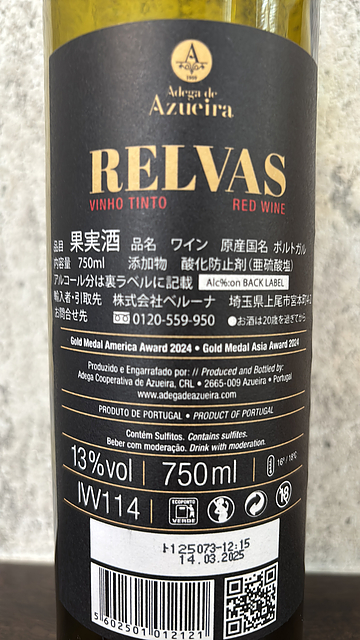 A
Adega de
Azueira
RELVAS
VINHO TINTO RED WINE
品目 果実酒 品名 ワイン 原産国名 ポルトガル
内容量 750ml 添加物 酸化防止剤(亜硫酸塩)
アルコール分は裏ラベルに記載 Alc%:on BACK LABEL
輸入者・引取先 株式会社ベルーナ 埼玉県上尾市宮本町4-2
お問合せ先 0120-559-950 ●お酒は20歳を過ぎてから
Gold Medal America Award 2024 • Gold Medal Asia Award 2024
Produzido e Engarrafado por: // Produced and Bottled by:
Adega Cooperativa de Azueira, CRL • 2665-009 Azueira • Portugal
www.adegadeazueira.com
PRODUTO DE PORTUGAL • PRODUCT OF PORTUGAL
Contém Sulfitos. Contains sulfites.
Beber com moderação. Drink with moderation.
13%vol 750ml 16º / 18ºC
IVV114 ECOPONTO VERDE 18
L125073-12:15
14.03.2025
5602501012121